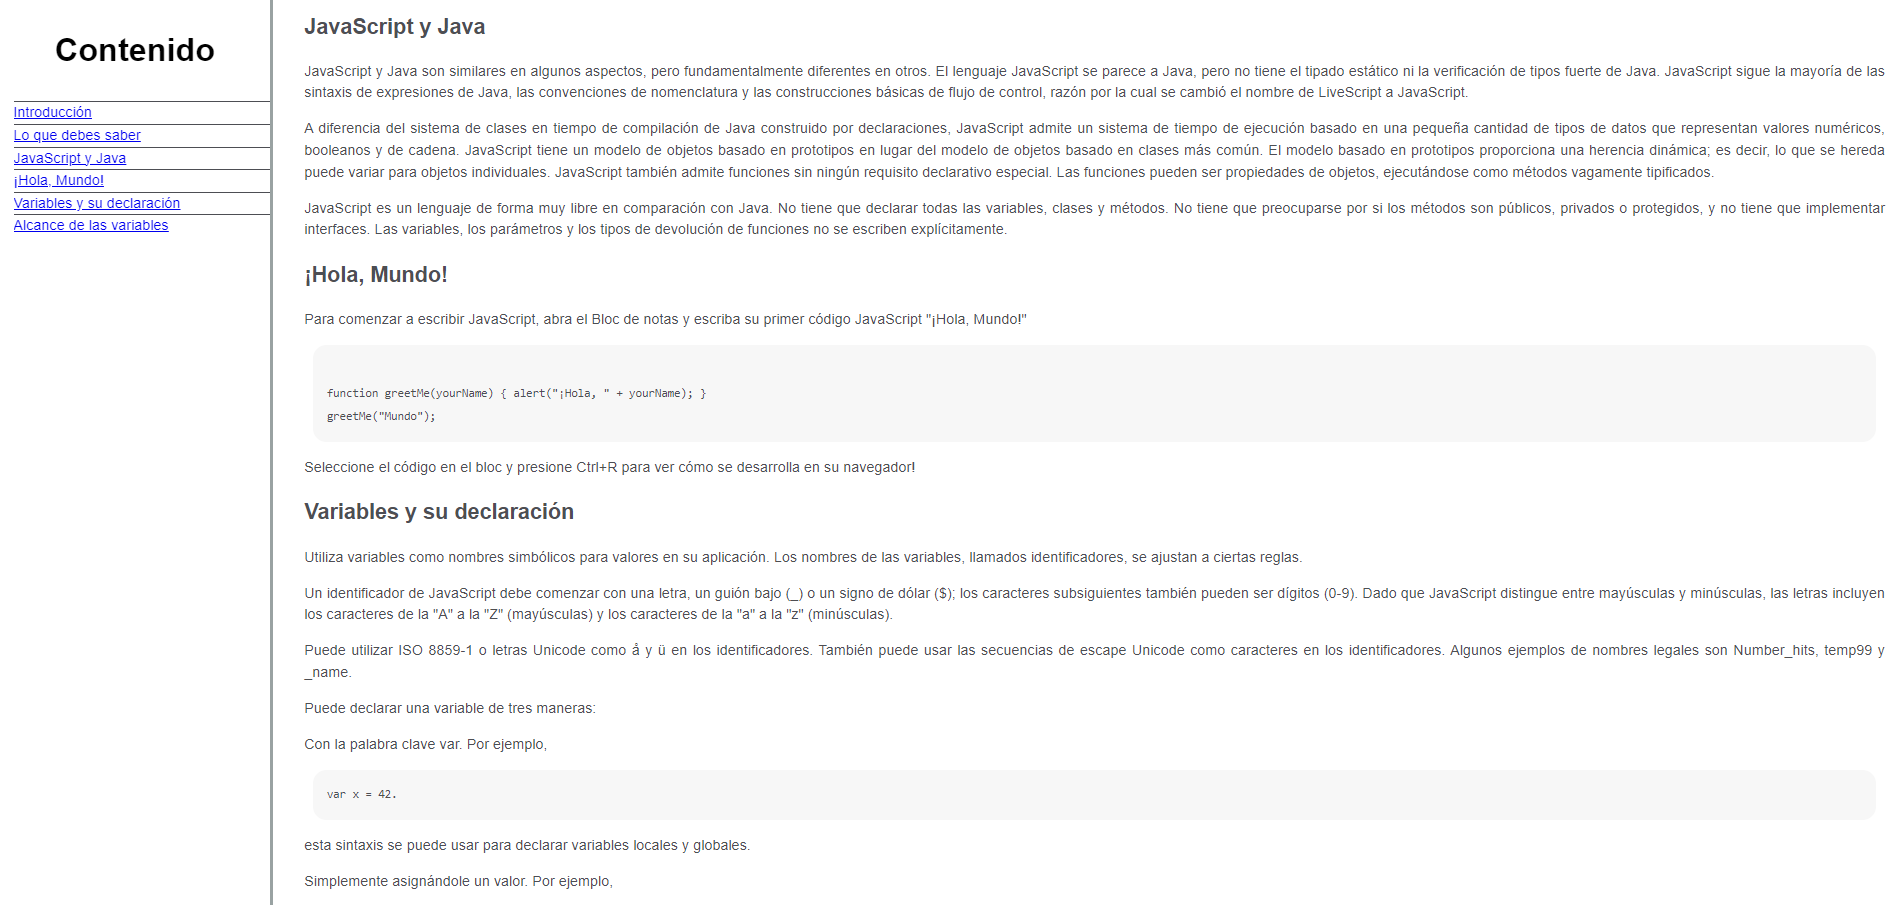 Contenido
Introducción
Lo que debes saber
JavaScript y Java
¡Hola, Mundo!
Variables y su declaración
Alcance de las variables
JavaScript y Java
JavaScript y Java son similares en algunos aspectos, pero fundamentalmente diferentes en otros. El lenguaje JavaScript se parece a Java, pero no tiene el tipado estático ni la verificación de tipos fuerte de Java. JavaScript sigue la mayoría de las
sintaxis de expresiones de Java, las convenciones de nomenclatura y las construcciones básicas de flujo de control, razón por la cual se cambió el nombre de LiveScript a JavaScript.
A diferencia del sistema de clases en tiempo de compilación de Java construido por declaraciones, JavaScript admite un sistema de tiempo de ejecución basado en una pequeña cantidad de tipos de datos que representan valores numéricos,
booleanos y de cadena. JavaScript tiene un modelo de objetos basado en prototipos en lugar del modelo de objetos basado en clases más común. El modelo basado en prototipos proporciona una herencia dinámica; es decir, lo que se hereda
puede variar para objetos individuales. JavaScript también admite funciones sin ningún requisito declarativo especial. Las funciones pueden ser propiedades de objetos, ejecutándose como métodos vagamente tipificados.
JavaScript es un lenguaje de forma muy libre en comparación con Java. No tiene que declarar todas las variables, clases y métodos. No tiene que preocuparse por si los métodos son públicos, privados o protegidos, y no tiene que implementar
interfaces. Las variables, los parámetros y los tipos de devolución de funciones no se escriben explícitamente.
¡Hola, Mundo!
Para comenzar a escribir JavaScript, abra el Bloc de notas y escriba su primer código JavaScript "¡Hola, Mundo!"
function greetMe(yourName) { alert("¡Hola, " + yourName); }
greetMe("Mundo");
Seleccione el código en el bloc y presione Ctrl+R para ver cómo se desarrolla en su navegador!
Variables y su declaración
Utiliza variables como nombres simbólicos para valores en su aplicación. Los nombres de las variables, llamados identificadores, se ajustan a ciertas reglas.
Un identificador de JavaScript debe comenzar con una letra, un guión bajo (_) o un signo de dólar ($); los caracteres subsiguientes también pueden ser dígitos (0-9). Dado que JavaScript distingue entre mayúsculas y minúsculas, las letras incluyen
los caracteres de la "A" a la "Z" (mayúsculas) y los caracteres de la "a" a la "z" (minúsculas).
Puede utilizar ISO 8859-1 o letras Unicode como å y ü en los identificadores. También puede usar las secuencias de escape Unicode como caracteres en los identificadores. Algunos ejemplos de nombres legales son Number_hits, temp99 y
_name.
Puede declarar una variable de tres maneras:
Con la palabra clave var. Por ejemplo,
var x = 42.
esta sintaxis se puede usar para declarar variables locales y globales.
Simplemente asignándole un valor. Por ejemplo,